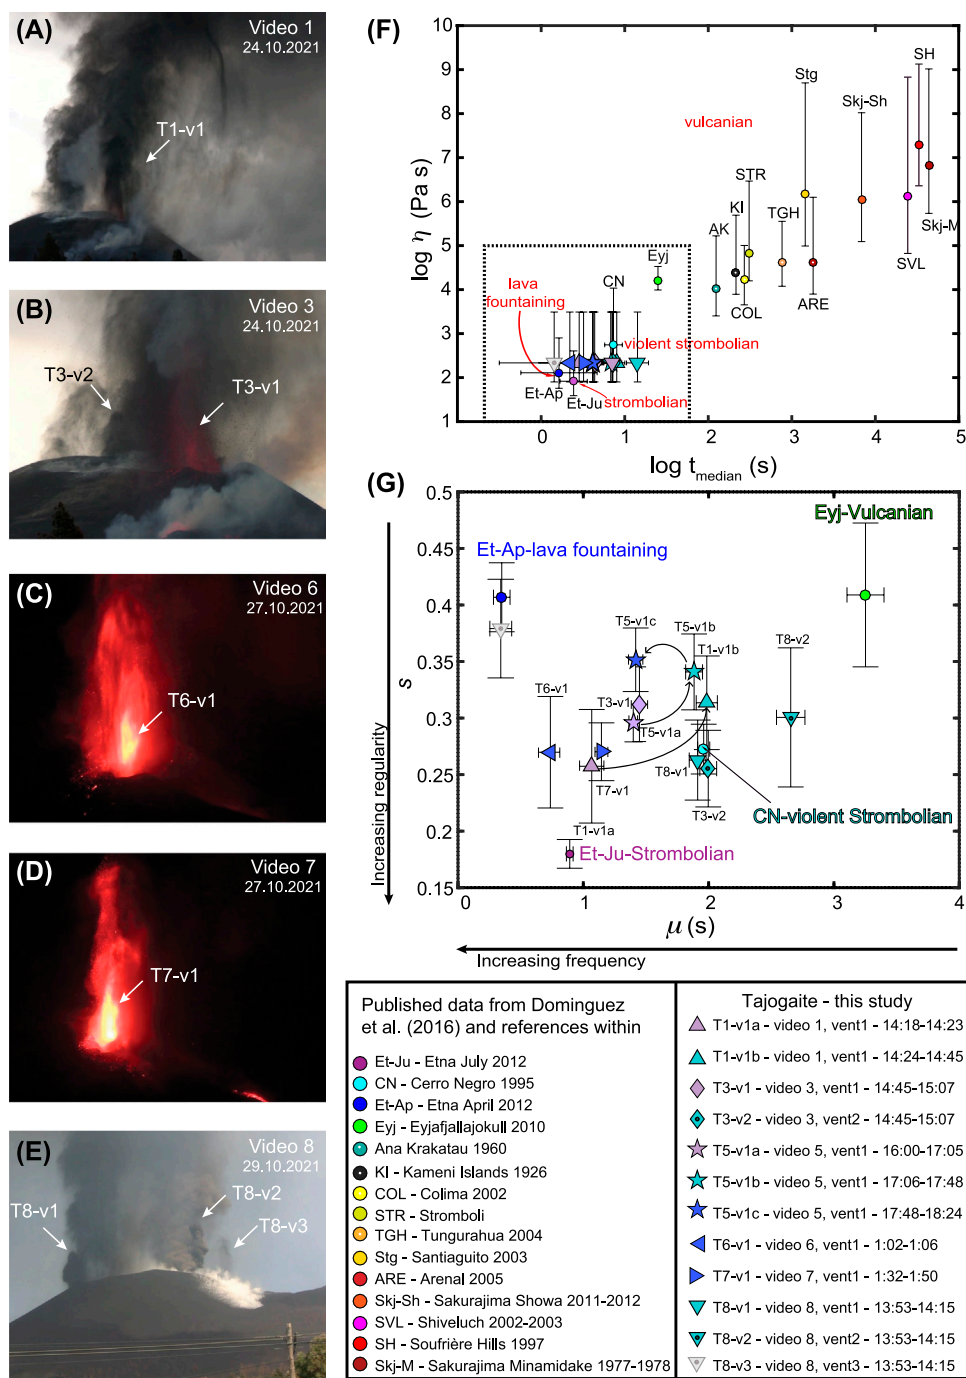 (A)
Video 1
24.10.2021
T1-v1
(B)
Video 3
24.10.2021
T3-v2
T3-v1
(C)
Video 6
27.10.2021
T6-v1
(D)
Video 7
27.10.2021
T7-v1
(E)
Video 8
29.10.2021
T8-v1
T8-v2
T8-v3
(F)
10
9
8
7
6
5
4
3
2
1
log η (Pa s)
vulcanian
Stg
SH
Skj-Sh
STR
KI
AK
TGH
COL
ARE
SVL
Skj-M
Eyj
CN
lava
fountaining
violent strombolian
strombolian
Et-Ap
Et-Ju
0
1
2
3
4
5
log t median (s)
(G)
0.5
0.45
0.4
0.35
0.3
0.25
0.2
0.15
s
Increasing regularity
Eyj-Vulcanian
Et-Ap-lava fountaining
T5-v1c
T5-v1b
T1-v1b
T8-v2
T6-v1
T3-v1
T5-v1a
T8-v1
T7-v1
T3-v2
T1-v1a
CN-violent Strombolian
Et-Ju-Strombolian
0
1
2
3
4
μ (s)
Increasing frequency
Published data from Dominguez
et al. (2016) and references within
Et-Ju - Etna July 2012
CN - Cerro Negro 1995
Et-Ap - Etna April 2012
Eyj - Eyjafjallajokull 2010
Ana Krakatau 1960
KI - Kameni Islands 1926
COL - Colima 2002
STR - Stromboli
TGH - Tungurahua 2004
Stg - Santiaguito 2003
ARE - Arenal 2005
Skj-Sh - Sakurajima Showa 2011-2012
SVL - Shiveluch 2002-2003
SH - Soufrière Hills 1997
Skj-M - Sakurajima Minamidake 1977-1978
Tajogaite - this study
T1-v1a - video 1, vent1 - 14:18-14:23
T1-v1b - video 1, vent1 - 14:24-14:45
T3-v1 - video 3, vent1 - 14:45-15:07
T3-v2 - video 3, vent2 - 14:45-15:07
T5-v1a - video 5, vent1 - 16:00-17:05
T5-v1b - video 5, vent1 - 17:06-17:48
T5-v1c - video 5, vent1 - 17:48-18:24
T6-v1 - video 6, vent1 - 1:02-1:06
T7-v1 - video 7, vent1 - 1:32-1:50
T8-v1 - video 8, vent1 - 13:53-14:15
T8-v2 - video 8, vent2 - 13:53-14:15
T8-v3 - video 8, vent3 - 13:53-14:15